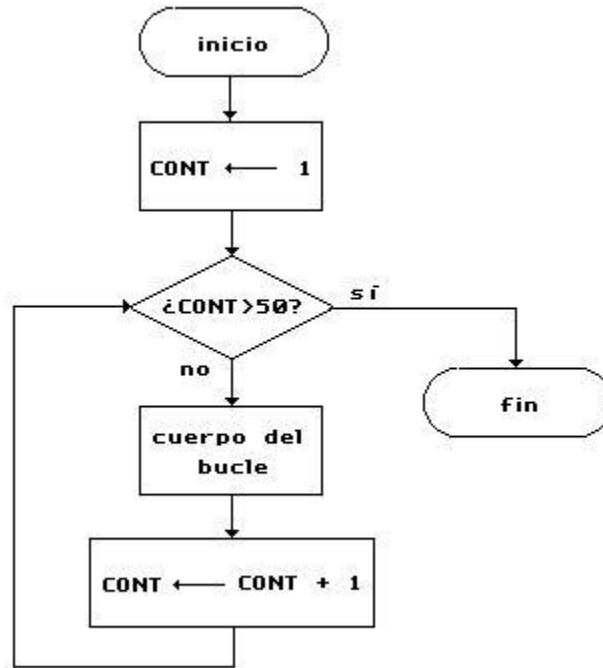 inicio
CONT ← 1
¿CONT>50?
sí
no
fin
cuerpo del
bucle
CONT ← CONT + 1